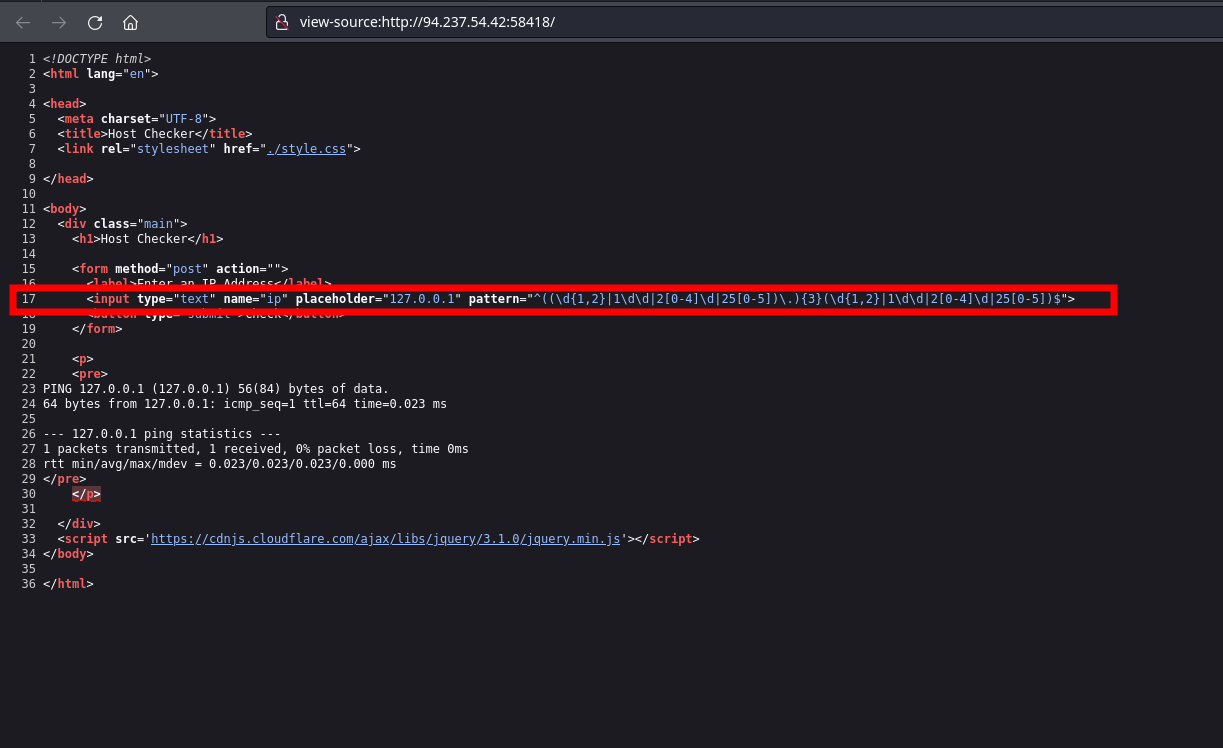 view-source:http://94.237.54.42:58418/
1 <!DOCTYPE html>
2 <html lang="en">
3
4 <head>
5 <meta charset="UTF-8">
6 <title>Host Checker</title>
7 <link rel="stylesheet" href="./style.css">
8
9 </head>
10
11 <body>
12 <div class="main">
13 <h1>Host Checker</h1>
14
15 <form method="post" action="">
16 <label>Enter an IP Address</label>
17 <input type="text" name="ip" placeholder="127.0.0.1" pattern="^((\d{1,2}|1\d\d|2[0-4]\d|25[0-5])\.){3}(\d{1,2}|1\d\d|2[0-4]\d|25[0-5])$">
18 <button type="submit">Check</button>
19 </form>
20
21 <p>
22 <pre>
23 PING 127.0.0.1 (127.0.0.1) 56(84) bytes of data.
24 64 bytes from 127.0.0.1: icmp_seq=1 ttl=64 time=0.023 ms
25
26 --- 127.0.0.1 ping statistics ---
27 1 packets transmitted, 1 received, 0% packet loss, time 0ms
28 rtt min/avg/max/mdev = 0.023/0.023/0.023/0.000 ms
29 </pre>
30 </p>
31
32 </div>
33 <script src='https://cdnjs.cloudflare.com/ajax/libs/jquery/3.1.0/jquery.min.js'></script>
34 </body>
35
36 </html>